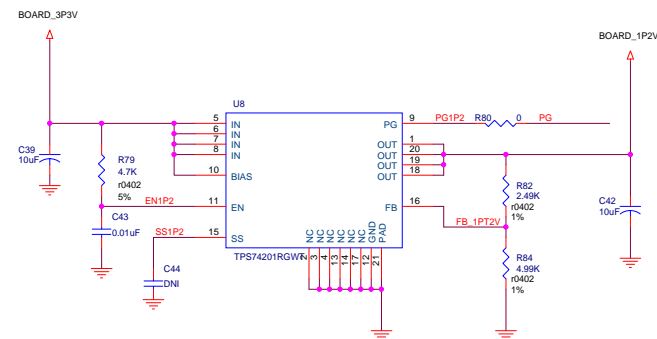 BOARD_3P3V
BOARD_1P2V
U8
5
IN
6
IN
7
IN
8
IN
10
BIAS
11
EN
15
SS
PG
9
PG1P2
R80
0
PG
OUT
1
OUT
20
OUT
19
OUT
18
FB
16
FB_1PT2V
C39
10uF
R79
4.7K
r0402
5%
EN1P2
C43
0.01uF
SS1P2
C44
DNI
R82
2.49K
r0402
1%
C42
10uF
R84
4.99K
r0402
1%
NC
NC
NC
NC
NC
NC
GND
PAD
TPS74201RGWT
2
3
4
13
14
17
12
21